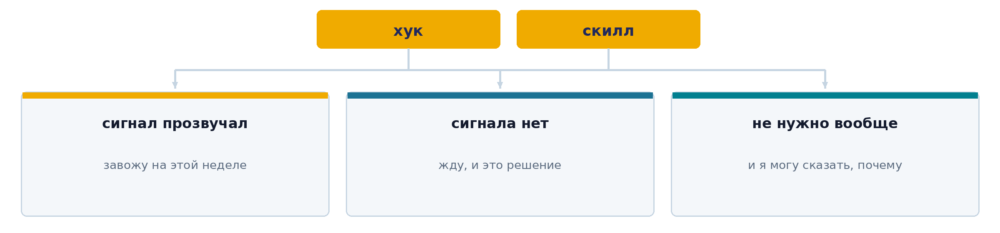 хук
скилл
сигнал прозвучал
сигнала нет
не нужно вообще
завожу на этой неделе
жду, и это решение
и я могу сказать, почему